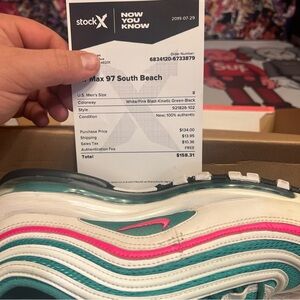 stockX
NOW
YOU
KNOW
2019-07-29
Order Number:
6834120-6733879
Max 97 South Beach
U.S. Men's Size 8
Colorway White/Pink Blast-Kinetic Green-Black
Style 921826-102
Condition New; 100% authentic
Purchase Price $134.00
Shipping $13.95
Sales Tax $10.36
Authentication Fee FREE
Total $158.31